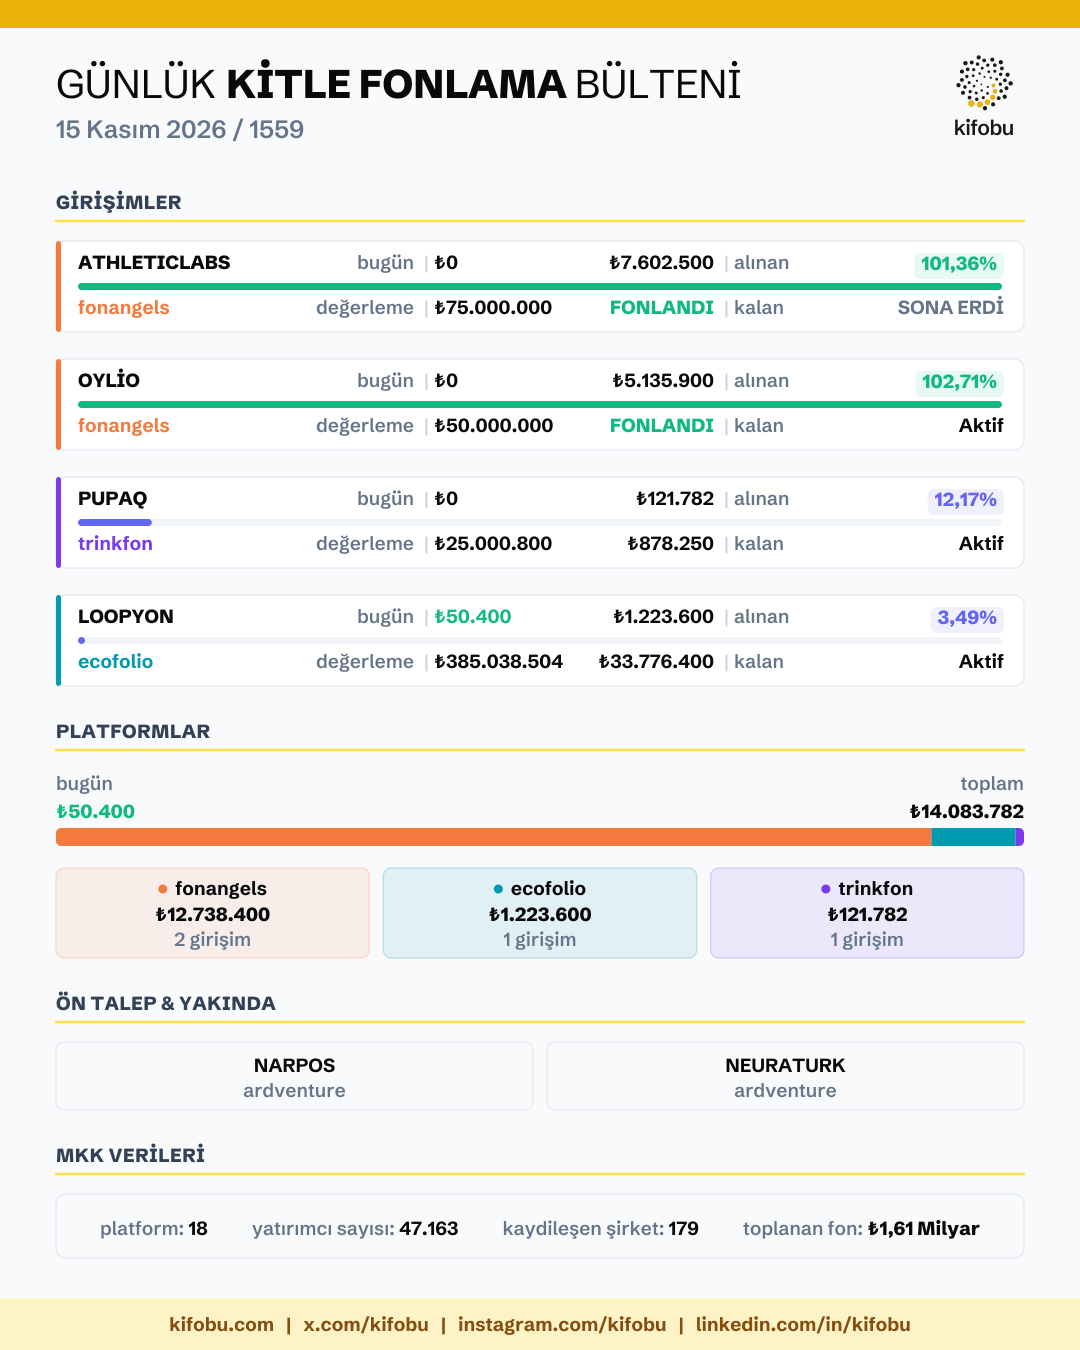 GÜNLÜK KİTLE FONLAMA BÜLTENİ
15 Kasım 2026 / 1559
kifobu
GİRİŞİMLER
ATHLETICLABS bugün | ₺0 ₺7.602.500 | alınan 101,36%
fonangels değerleme | ₺75.000.000 FONLANDI | kalan SONA ERDİ
OYLİO bugün | ₺0 ₺5.135.900 | alınan 102,71%
fonangels değerleme | ₺50.000.000 FONLANDI | kalan Aktif
PUPAQ bugün | ₺0 ₺121.782 | alınan 12,17%
trinkfon değerleme | ₺25.000.800 ₺878.250 | kalan Aktif
LOOPYON bugün | ₺50.400 ₺1.223.600 | alınan 3,49%
ecofolio değerleme | ₺385.038.504 ₺33.776.400 | kalan Aktif
PLATFORMLAR
bugün toplam
₺50.400 ₺14.083.782
fonangels ecofolio trinkfon
₺12.738.400 ₺1.223.600 ₺121.782
2 girişim 1 girişim 1 girişim
ÖN TALEP & YAKINDA
NARPOS NEURATURK
ardventure ardventure
MKK VERİLERİ
platform: 18 yatırımcı sayısı: 47.163 kaydileşen şirket: 179 toplanan fon: ₺1,61 Milyar
kifobu.com | x.com/kifobu | instagram.com/kifobu | linkedin.com/in/kifobu